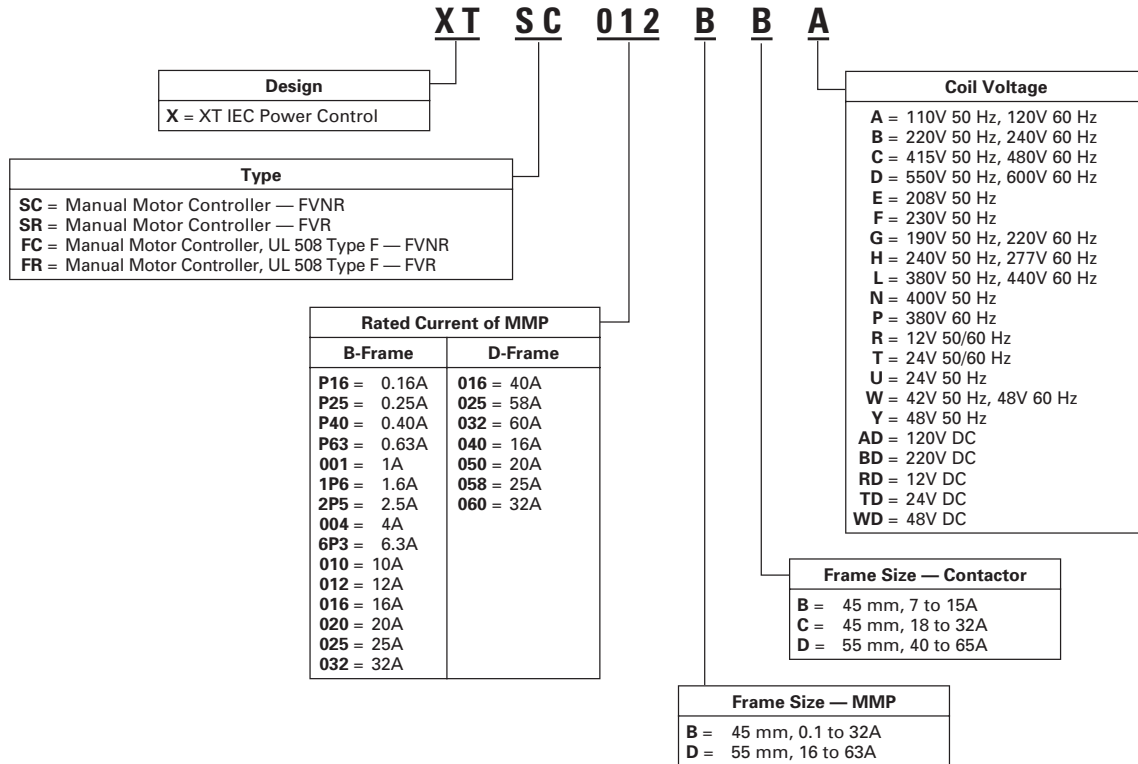 XT SC 012 B B A
Design
X = XT IEC Power Control
Type
SC = Manual Motor Controller — FVNR
SR = Manual Motor Controller — FVR
FC = Manual Motor Controller, UL 508 Type F — FVNR
FR = Manual Motor Controller, UL 508 Type F — FVR
Rated Current of MMP
B-Frame
P16 = 0.16A
P25 = 0.25A
P40 = 0.40A
P63 = 0.63A
001 = 1A
1P6 = 1.6A
2P5 = 2.5A
004 = 4A
6P3 = 6.3A
010 = 10A
012 = 12A
016 = 16A
020 = 20A
025 = 25A
032 = 32A
D-Frame
016 = 40A
025 = 58A
032 = 60A
040 = 16A
050 = 20A
058 = 25A
060 = 32A
Coil Voltage
A = 110V 50 Hz, 120V 60 Hz
B = 220V 50 Hz, 240V 60 Hz
C = 415V 50 Hz, 480V 60 Hz
D = 550V 50 Hz, 600V 60 Hz
E = 208V 50 Hz
F = 230V 50 Hz
G = 190V 50 Hz, 220V 60 Hz
H = 240V 50 Hz, 277V 60 Hz
L = 380V 50 Hz, 440V 60 Hz
N = 400V 50 Hz
P = 380V 60 Hz
R = 12V 50/60 Hz
T = 24V 50/60 Hz
U = 24V 50 Hz
W = 42V 50 Hz, 48V 60 Hz
Y = 48V 50 Hz
AD = 120V DC
BD = 220V DC
RD = 12V DC
TD = 24V DC
WD = 48V DC
Frame Size — Contactor
B = 45 mm, 7 to 15A
C = 45 mm, 18 to 32A
D = 55 mm, 40 to 65A
Frame Size — MMP
B = 45 mm, 0.1 to 32A
D = 55 mm, 16 to 63A